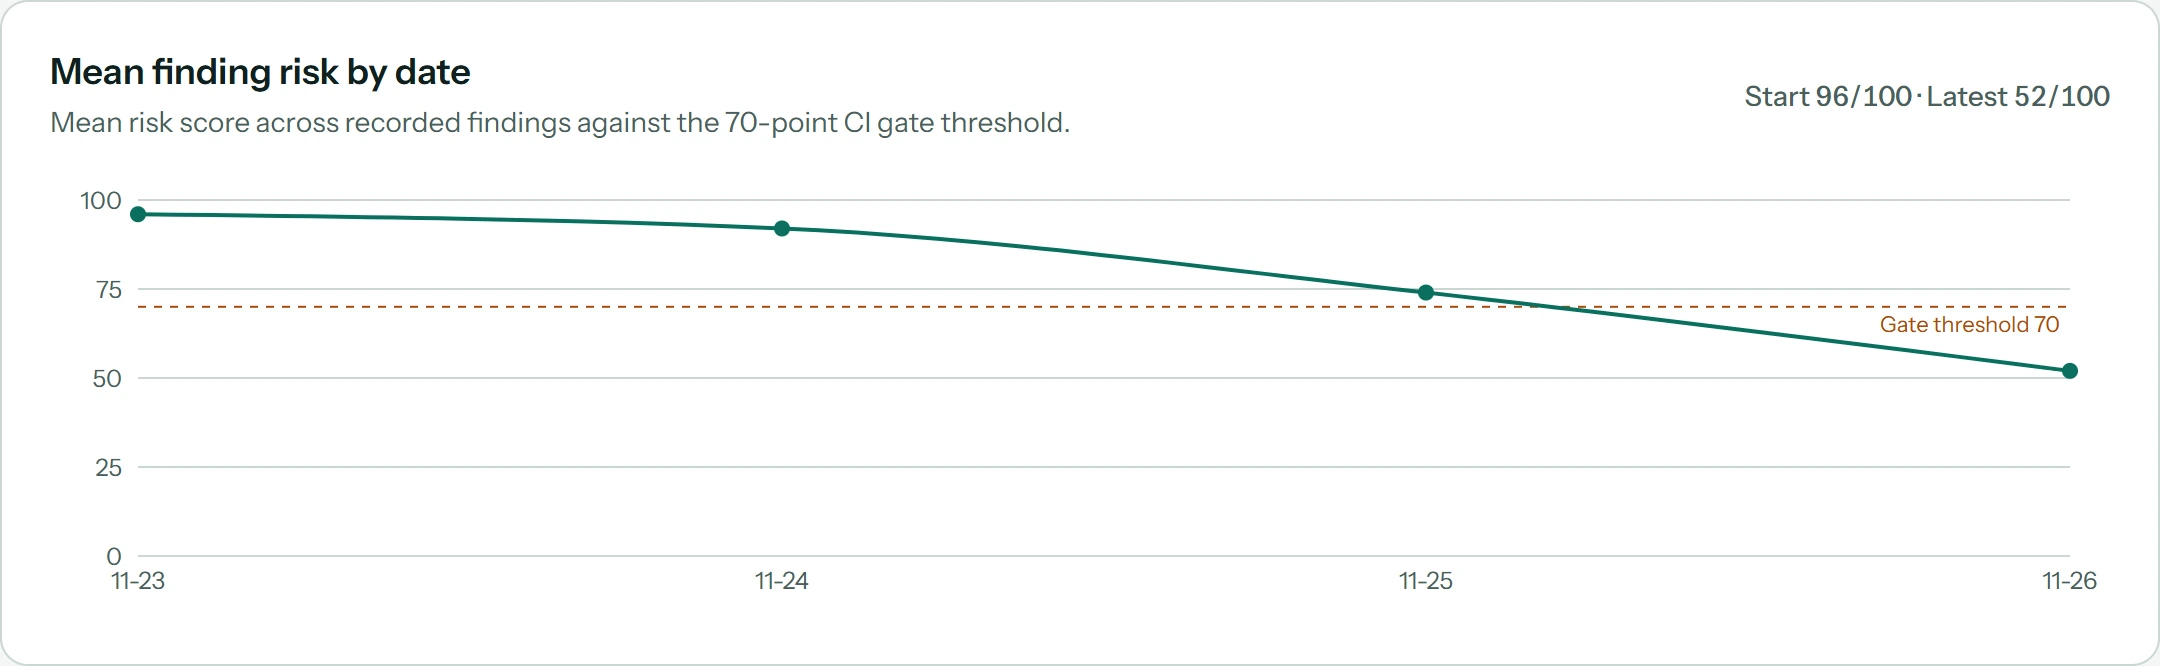 Mean finding risk by date
Mean risk score across recorded findings against the 70-point CI gate threshold.
Start 96/100 · Latest 52/100
100
75
50
25
0
Gate threshold 70
11-23
11-24
11-25
11-26